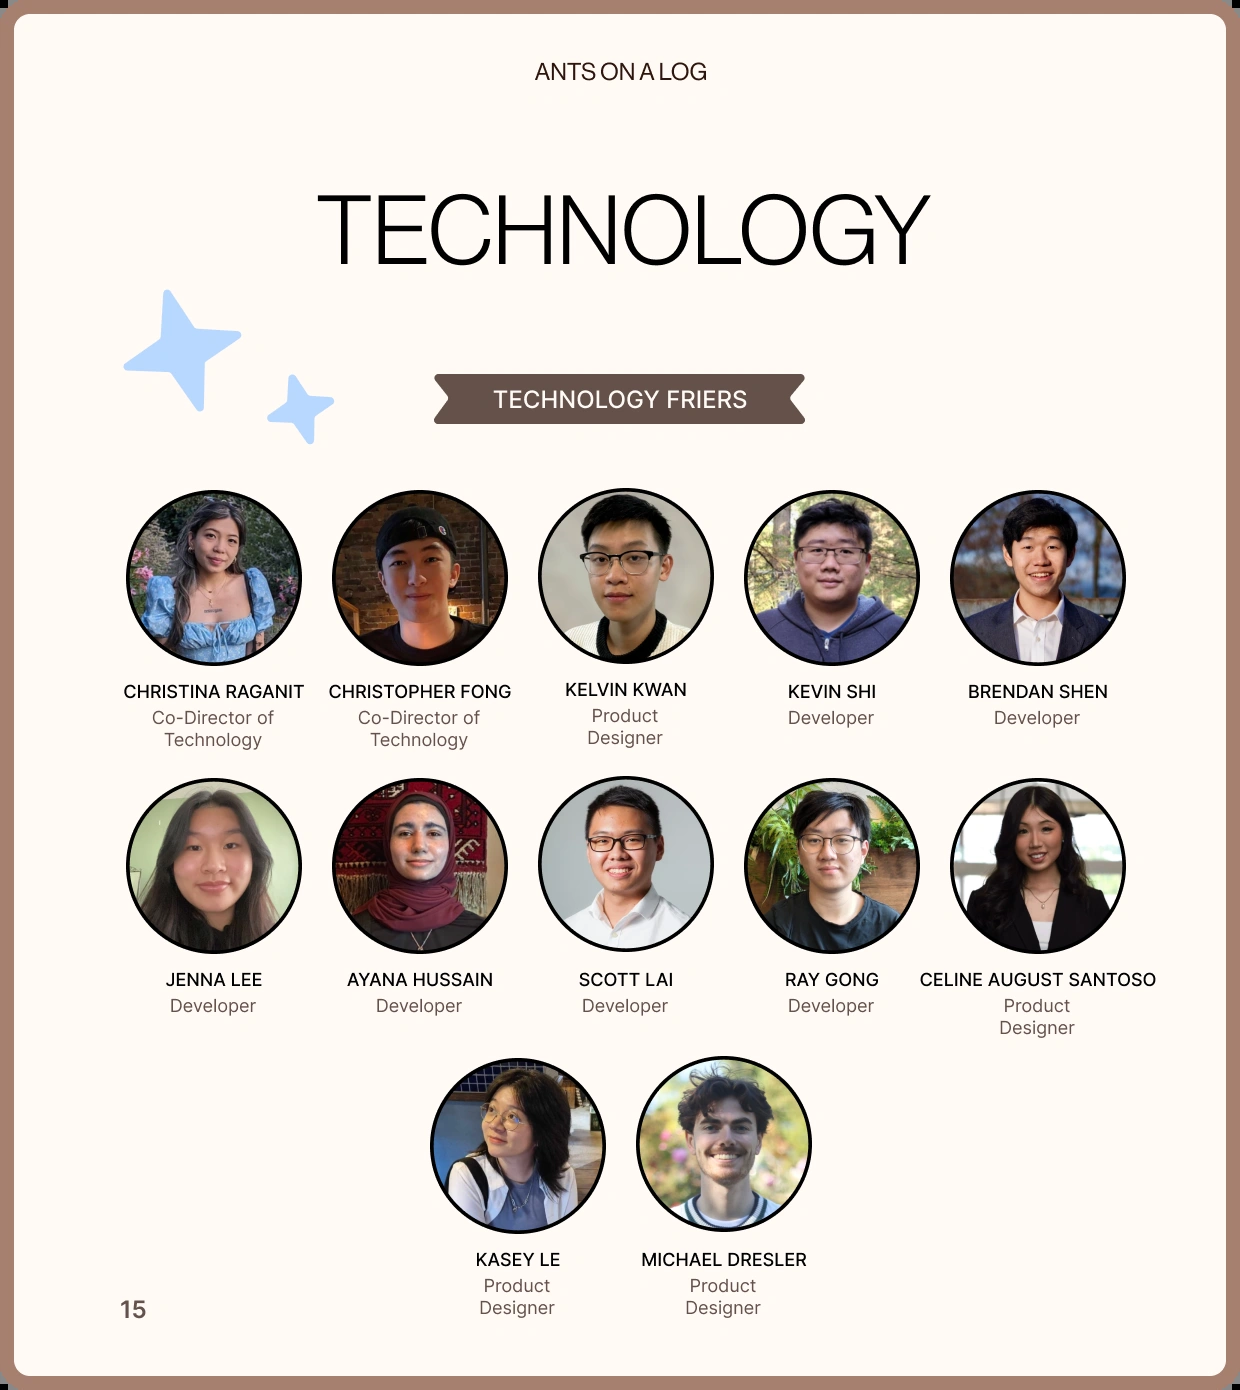 ANTS ON A LOG
TECHNOLOGY
TECHNOLOGY FRIERS
CHRISTINA RAGANIT
Co-Director of
Technology
CHRISTOPHER FONG
Co-Director of
Technology
KELVIN KWAN
Product
Designer
KEVIN SHI
Developer
BRENDAN SHEN
Developer
JENNA LEE
Developer
AYANA HUSSAIN
Developer
SCOTT LAI
Developer
RAY GONG
Developer
CELINE AUGUST SANTOSO
Product
Designer
KASEY LE
Product
Designer
MICHAEL DRESLER
Product
Designer
15